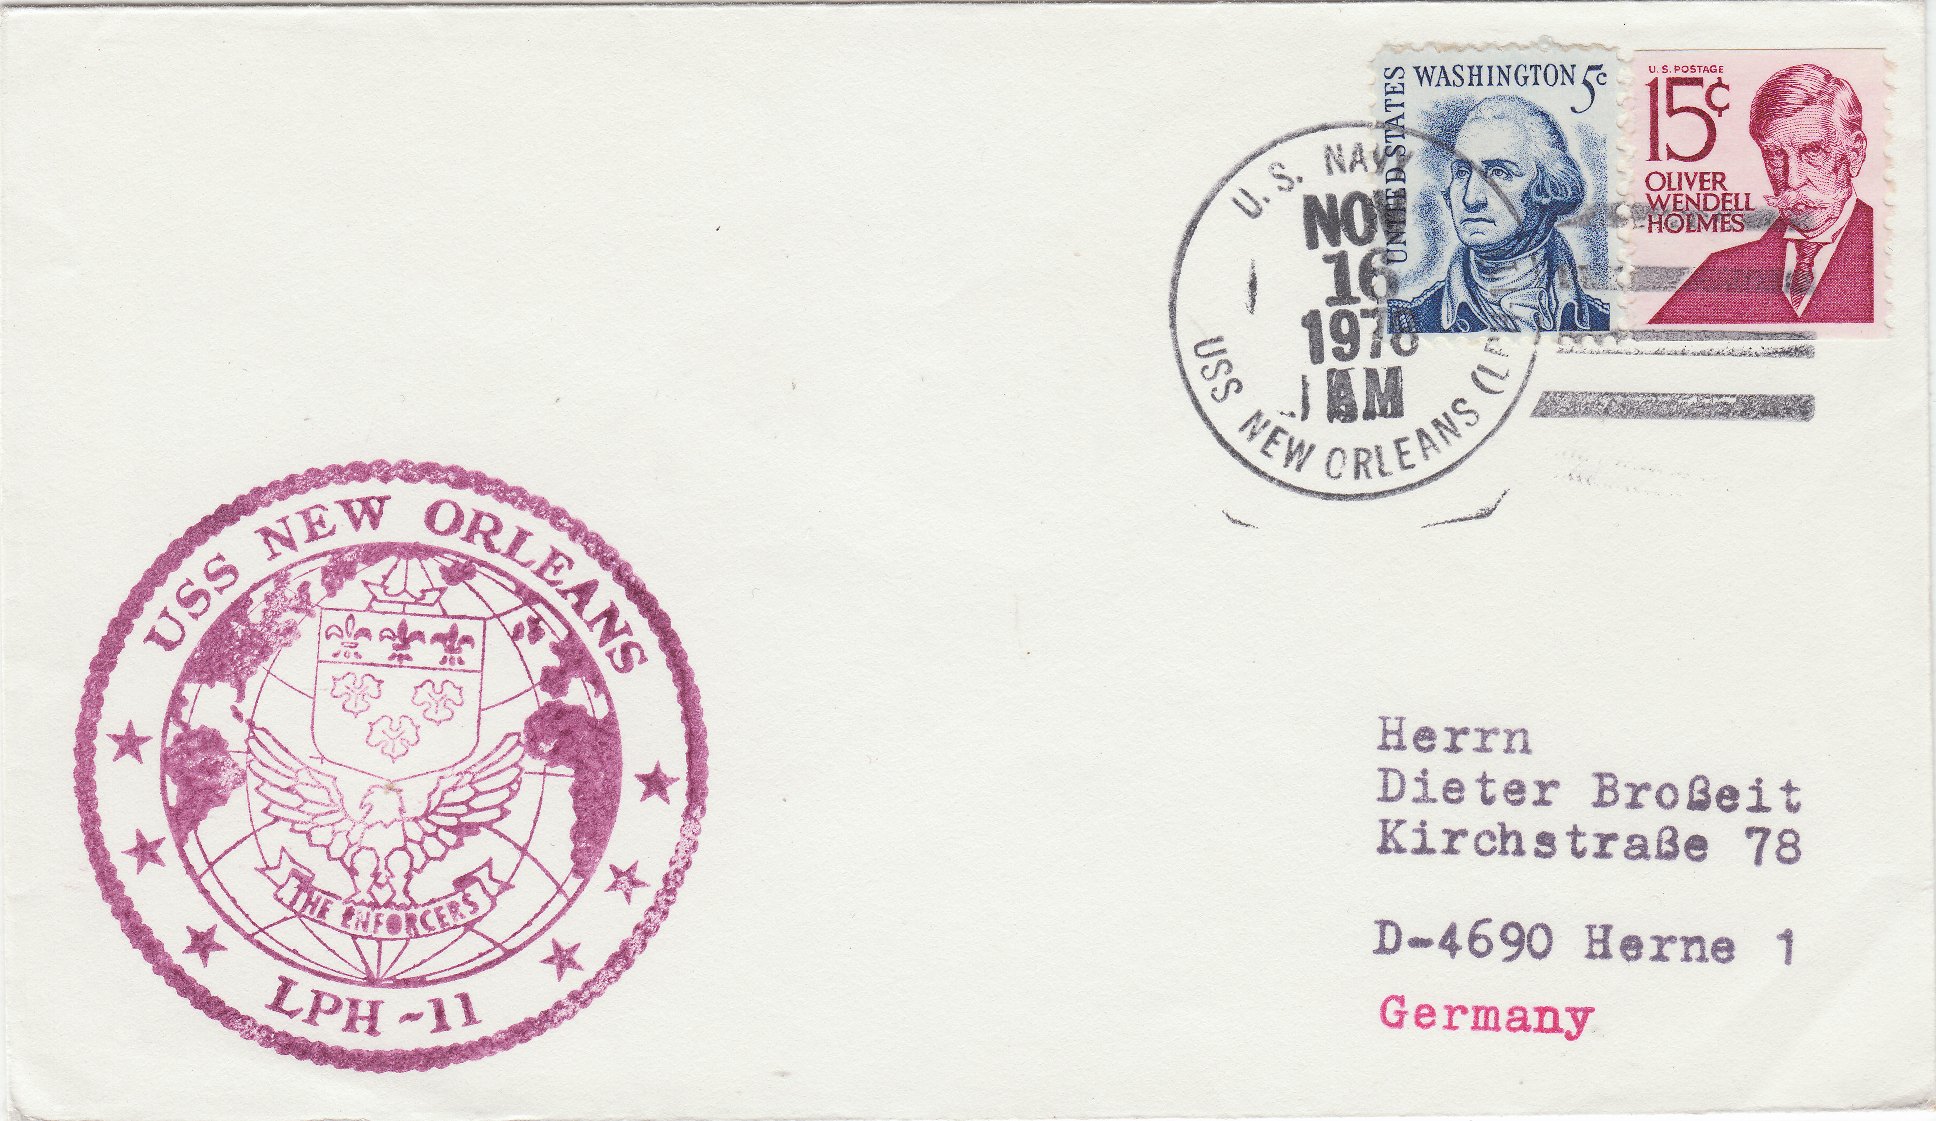 UNITED STATES
WASHINGTON 5c
U.S. POSTAGE
15¢
OLIVER
WENDELL
HOLMES
U.S. NAVY
NOV
16
AM
USS NEW ORLEANS
USS NEW ORLEANS
THE ENFORCERS
LPH-11
Herrn
Dieter Broßeit
Kirchstraße 78
D-4690 Herne 1
Germany